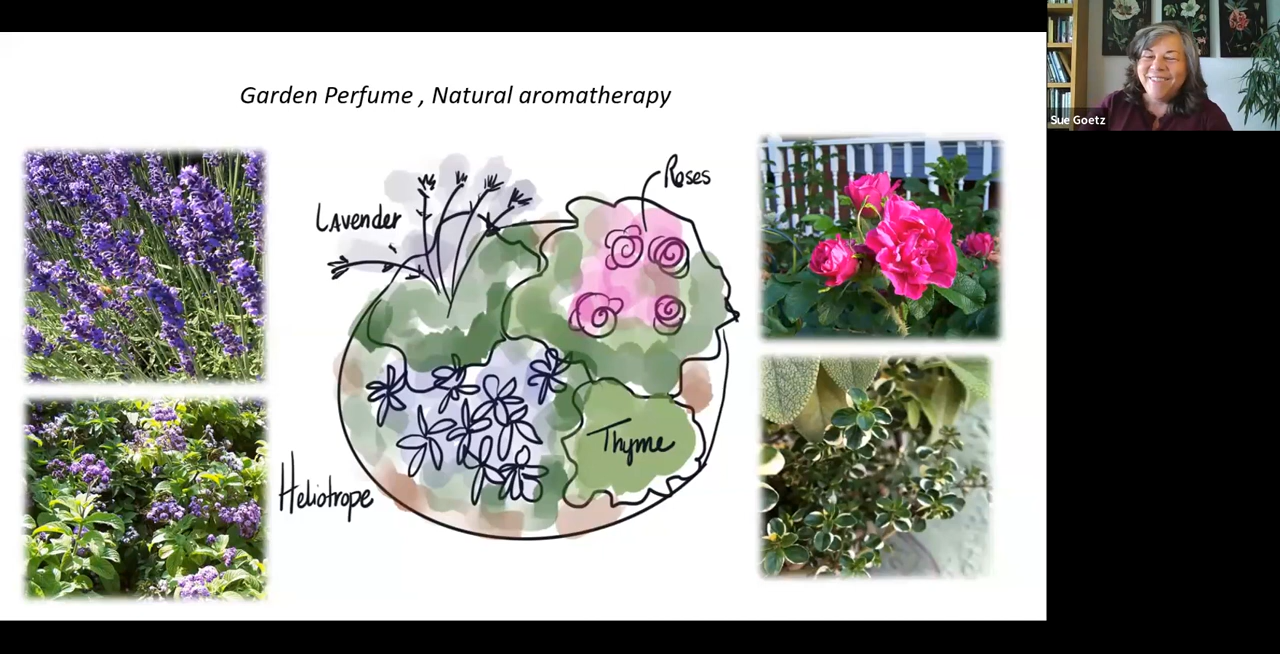 Garden Perfume , Natural aromatherapy
Sue Goetz
Roses
Lavender
Thyme
Heliotrope